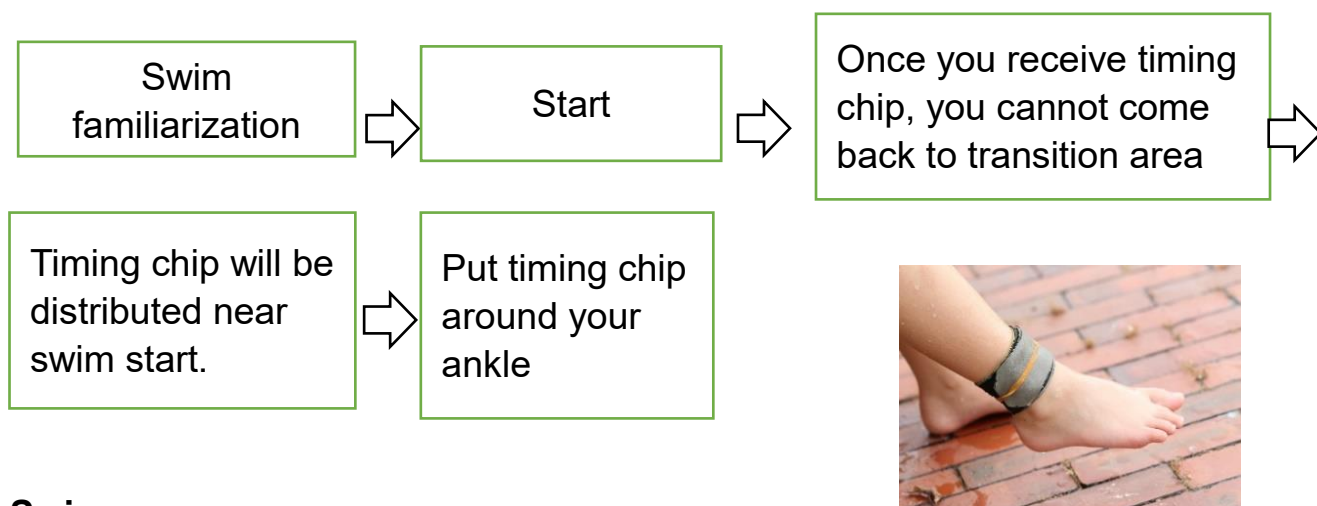 Swim
familiarization
Start
Once you receive timing
chip, you cannot come
back to transition area
Timing chip will be
distributed near
swim start.
Put timing chip
around your
ankle